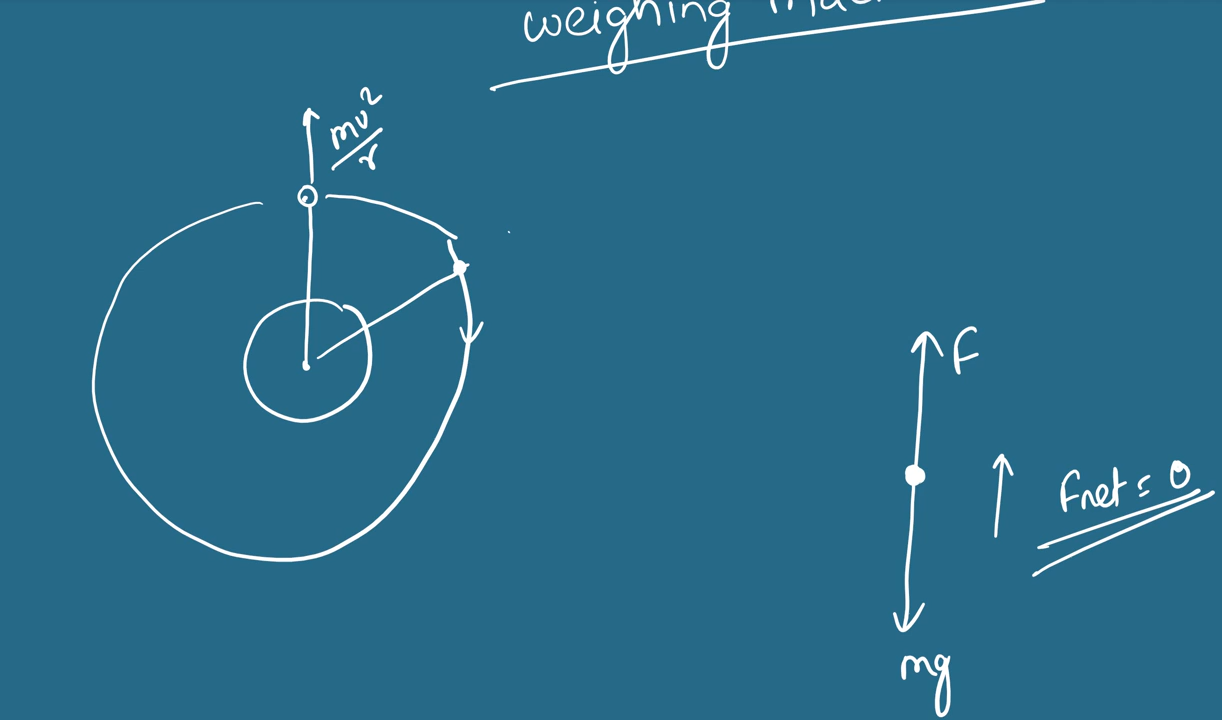 weighing
mv²/r
F
Fnet = 0
mg